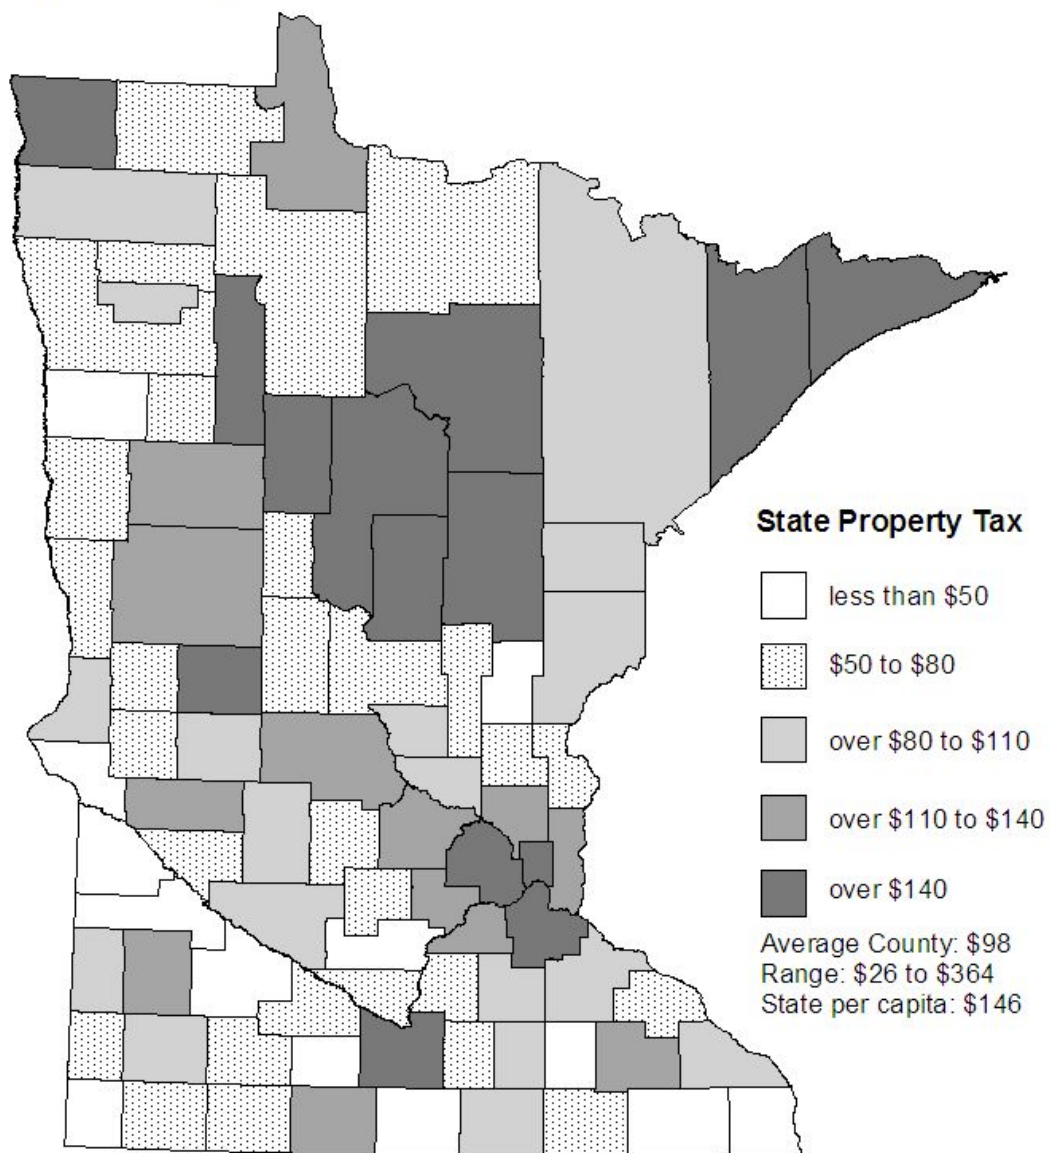 State Property Tax
less than $50
$50 to $80
over $80 to $110
over $110 to $140
over $140
Average County: $98
Range: $26 to $364
State per capita: $146